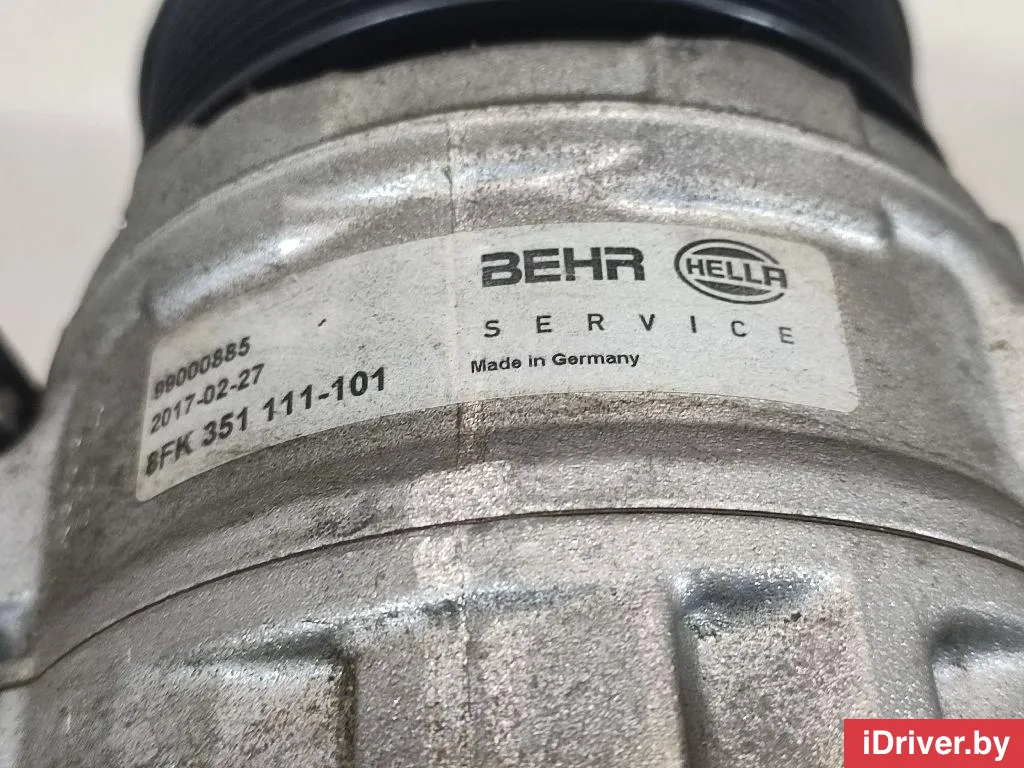 BEHR HELLA
SERVICE
Made in Germany
99000885
2017-02-27
8FK 351 111-101
iDriver.by